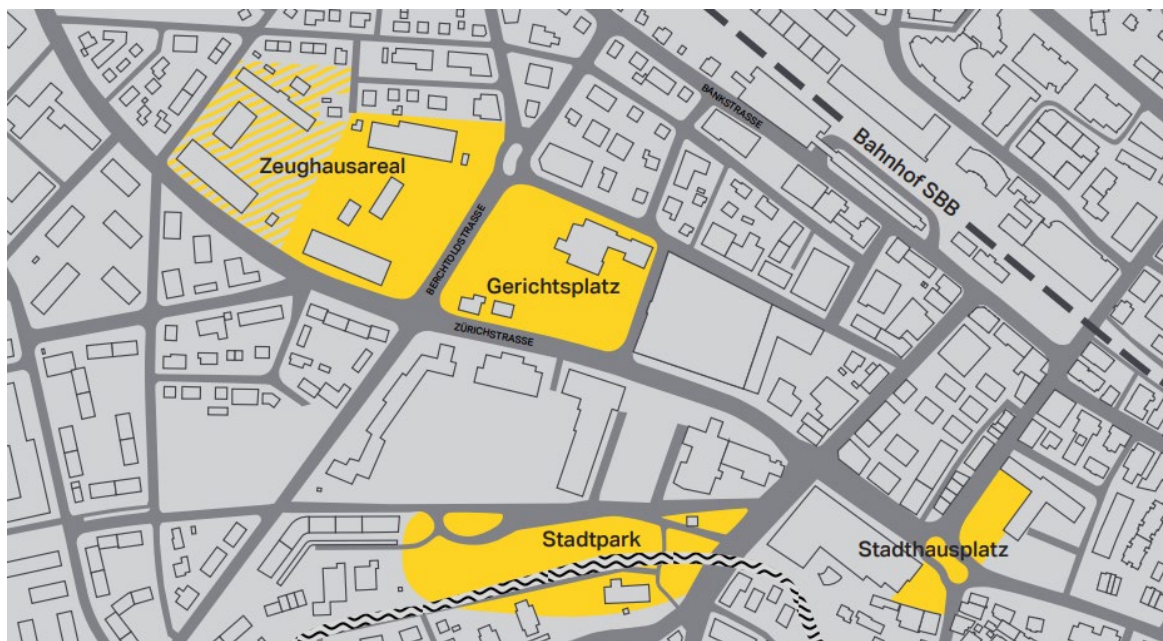 BANKSTRASSE
Bahnhof SBB
Zeughausareal
BERCHTOLDSTRASSE
Gerichtsplatz
ZÜRICHSTRASSE
Stadtpark
Stadthausplatz